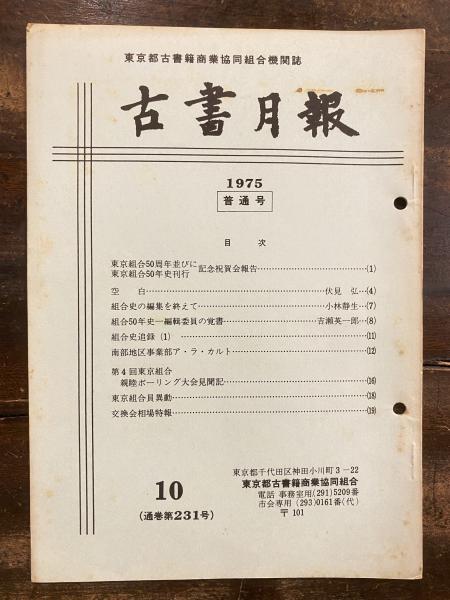 東京都古書籍商業協同組合機関誌
古書月報
1975
普通号
目次
東京組合50周年並びに
東京組合50年史刊行 記念祝賀会報告……(1)
空白……伏見弘…(4)
組合史の編集を終えて……小林静生…(7)
組合50年史―編輯委員の覚書……吉瀬英一郎…(8)
組合史追録(1)……(11)
南部地区事業部ア・ラ・カルト……(12)
第4回東京組合
親睦ボーリング大会見聞記……(16)
東京組合員異動……(18)
交換会相場特報……(19)
10
(通巻第231号)
東京都千代田区神田小川町3-22
東京都古書籍商業協同組合
電話 事務室用(291)5209番
市会専用(293)0161番(代)
〒101